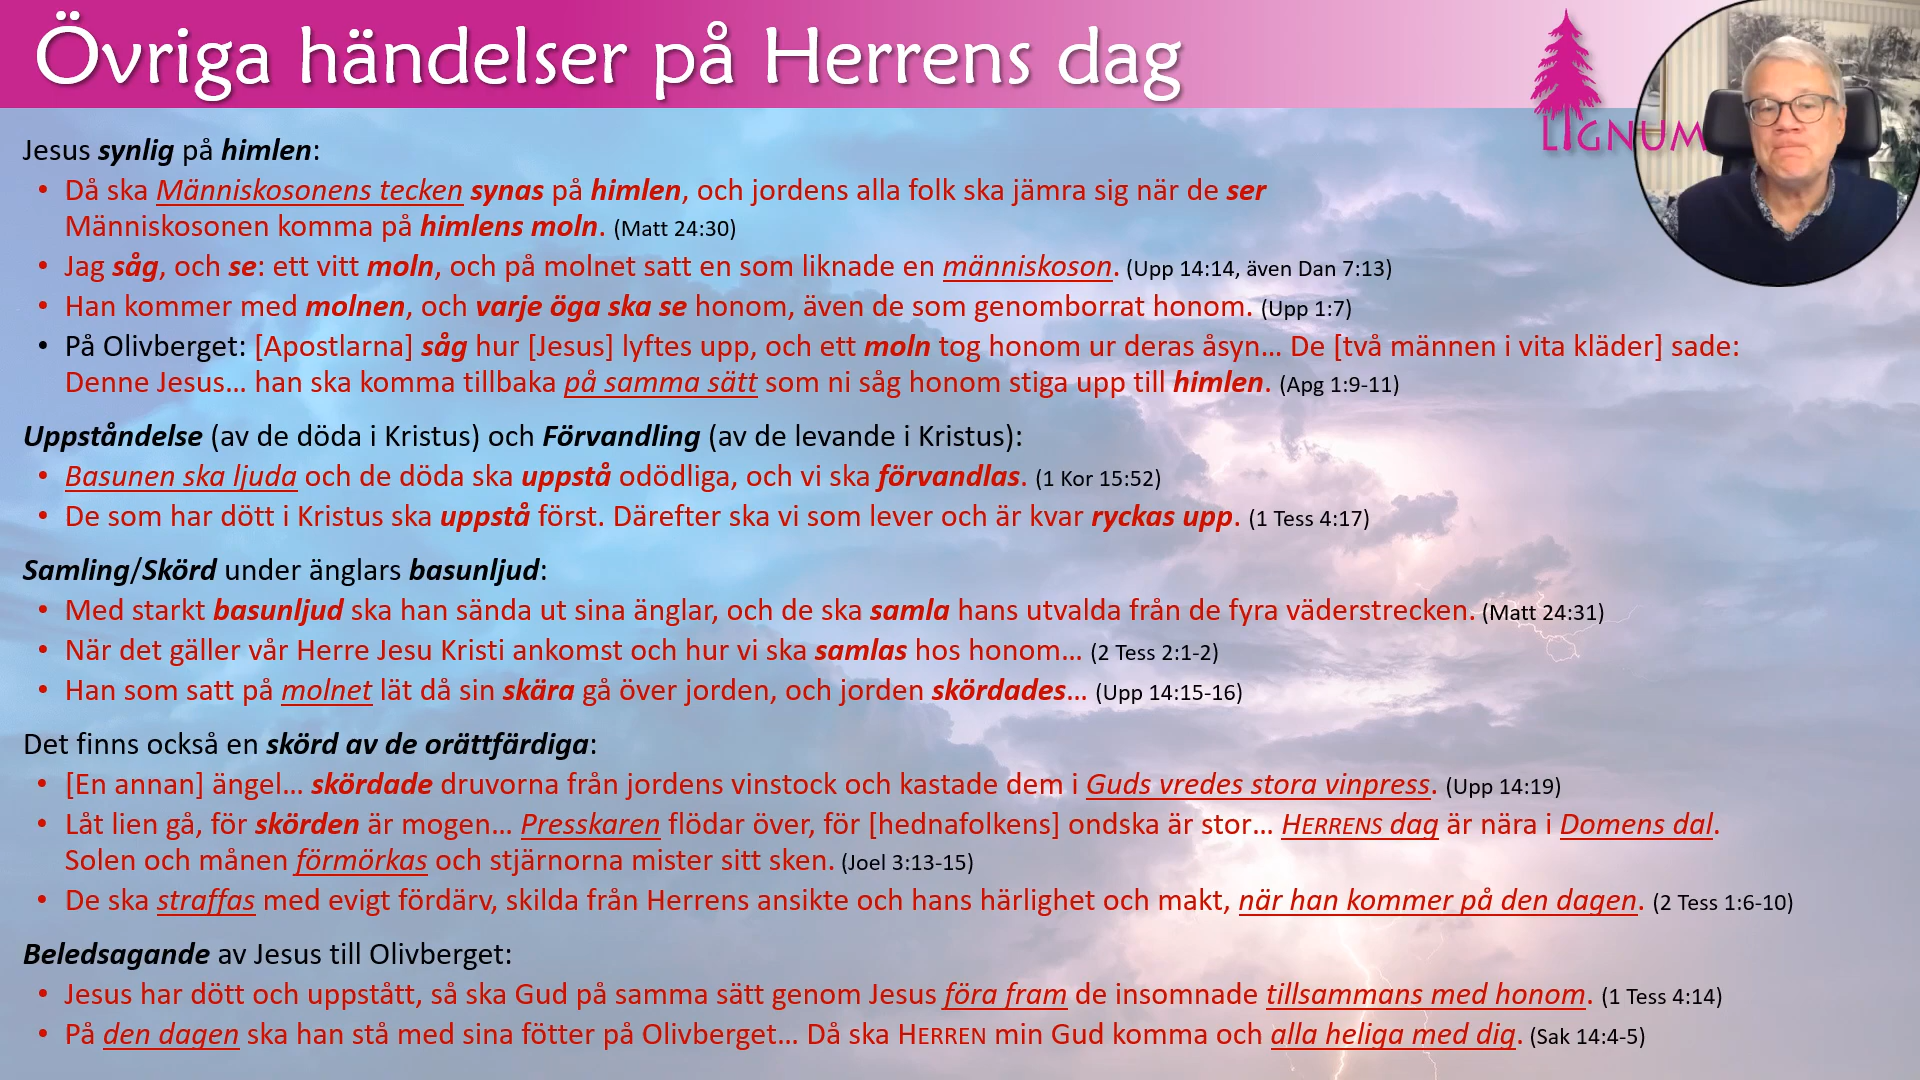 Övriga händelser på Herrens dag
LIGNUM
Jesus synlig på himlen:
• Då ska Människosonens tecken synas på himlen, och jordens alla folk ska jämra sig när de ser
Människosonen komma på himlens moln. (Matt 24:30)
• Jag såg, och se: ett vitt moln, och på molnet satt en som liknade en människoson. (Upp 14:14, även Dan 7:13)
• Han kommer med molnen, och varje öga ska se honom, även de som genomborrat honom. (Upp 1:7)
• På Olivberget: [Apostlarna] såg hur [Jesus] lyftes upp, och ett moln tog honom ur deras åsyn… De [två männen i vita kläder] sade:
Denne Jesus… han ska komma tillbaka på samma sätt som ni såg honom stiga upp till himlen. (Apg 1:9-11)
Uppståndelse (av de döda i Kristus) och Förvandling (av de levande i Kristus):
• Basunen ska ljuda och de döda ska uppstå odödliga, och vi ska förvandlas. (1 Kor 15:52)
• De som har dött i Kristus ska uppstå först. Därefter ska vi som lever och är kvar ryckas upp. (1 Tess 4:17)
Samling/Skörd under änglars basunljud:
• Med starkt basunljud ska han sända ut sina änglar, och de ska samla hans utvalda från de fyra väderstrecken. (Matt 24:31)
• När det gäller vår Herre Jesu Kristi ankomst och hur vi ska samlas hos honom… (2 Tess 2:1-2)
• Han som satt på molnet lät då sin skära gå över jorden, och jorden skördades… (Upp 14:15-16)
Det finns också en skörd av de orättfärdiga:
• [En annan] ängel… skördade druvorna från jordens vinstock och kastade dem i Guds vredes stora vinpress. (Upp 14:19)
• Låt lien gå, för skörden är mogen… Presskaren flödar över, för [hednafolkens] ondska är stor… HERRENS dag är nära i Domens dal.
Solen och månen förmörkas och stjärnorna mister sitt sken. (Joel 3:13-15)
• De ska straffas med evigt fördärv, skilda från Herrens ansikte och hans härlighet och makt, när han kommer på den dagen. (2 Tess 1:6-10)
Beledsagande av Jesus till Olivberget:
• Jesus har dött och uppstått, så ska Gud på samma sätt genom Jesus föra fram de insomnade tillsammans med honom. (1 Tess 4:14)
• På den dagen ska han stå med sina fötter på Olivberget… Då ska HERREN min Gud komma och alla heliga med dig. (Sak 14:4-5)